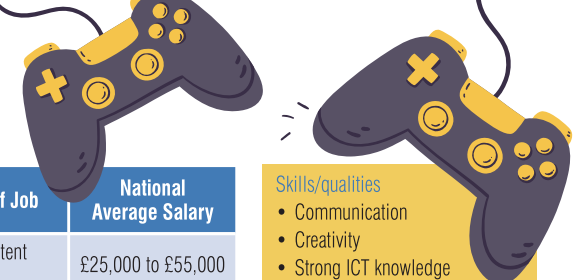 f Job
National
Average Salary
tent
£25,000 to £55,000
Skills/qualities
• Communication
• Creativity
• Strong ICT knowledge